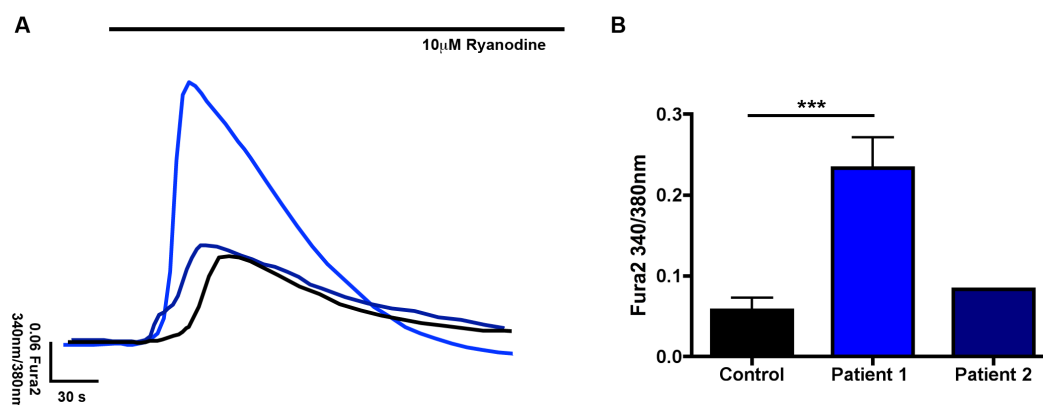 A
10µM Ryanodine
0.06 Fura2
340nm/380nm
30 s
B
***
Fura2 340/380nm
0.3
0.2
0.1
0.0
Control
Patient 1
Patient 2